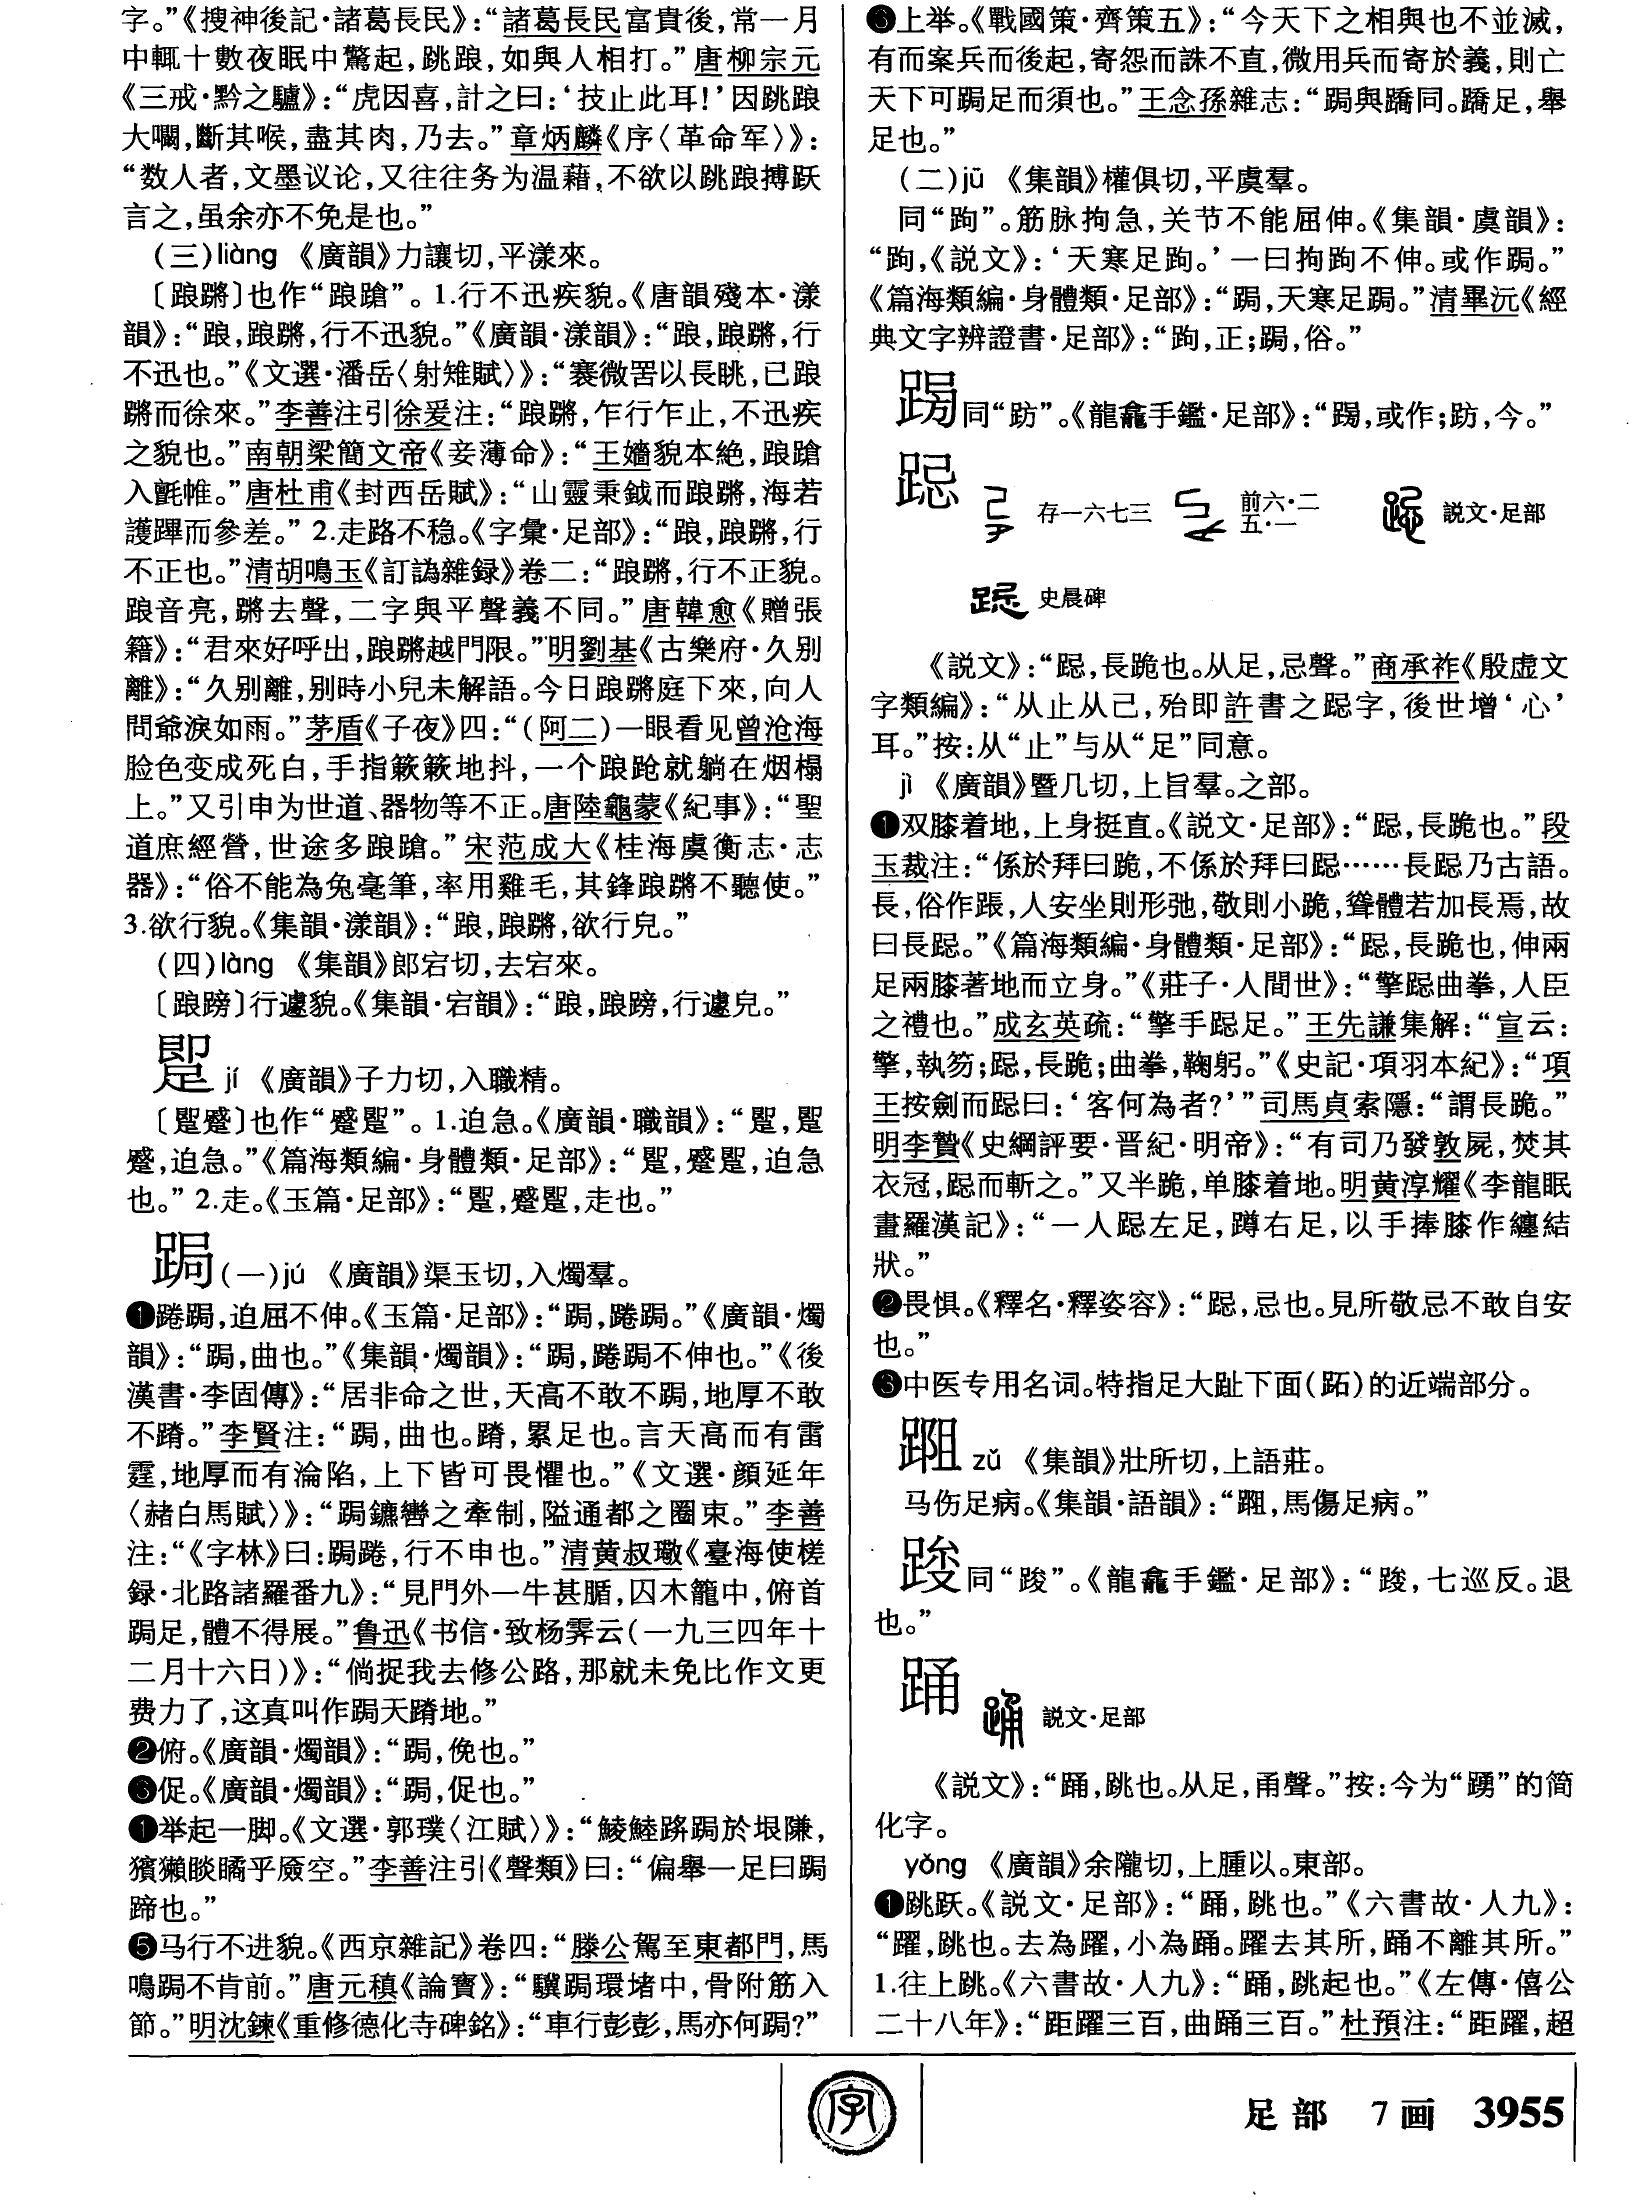 字。”《搜神後記·諸葛長民》：“諸葛長民富貴後，常一月
中輒十數夜眠中驚起，跳踉，如與人相打。”唐柳宗元
《三戒·黔之驢》：“虎因喜，計之曰：‘技止此耳！’因跳踉
大㘎，斷其喉，盡其肉，乃去。”章炳麟《序〈革命军〉》：
“数人者，文墨议论，又往往务为温藉，不欲以跳踉搏跃
言之，虽余亦不免是也。”
（三）liàng 《廣韻》力讓切，平漾來。
〔踉蹡〕也作“踉蹌”。1.行不迅疾貌。《唐韻殘本·漾
韻》：“踉，踉蹡，行不迅貌。”《廣韻·漾韻》：“踉，踉蹡，行
不迅也。”《文選·潘岳〈射雉賦〉》：“褰微罟以長眺，已踉
蹡而徐來。”李善注引徐爰注：“踉蹡，乍行乍止，不迅疾
之貌也。”南朝梁簡文帝《妾薄命》：“王嬙貌本絶，踉蹌
入氈帷。”唐杜甫《封西岳賦》：“山靈秉鉞而踉蹡，海若
護蹕而參差。” 2.走路不稳。《字彙·足部》：“踉，踉蹡，行
不正也。”清胡鳴玉《訂譌雜録》卷二：“踉蹡，行不正貌。
踉音亮，蹡去聲，二字與平聲義不同。”唐韓愈《贈張
籍》：“君來好呼出，踉蹡越門限。”明劉基《古樂府·久别
離》：“久别離，别時小兒未解語。今日踉蹡庭下來，向人
問爺淚如雨。”茅盾《子夜》四：“（阿二）一眼看见曾沧海
脸色变成死白，手指簌簌地抖，一个踉跄就躺在烟榻
上。”又引申为世道、器物等不正。唐陸龜蒙《紀事》：“聖
道庶經營，世途多踉蹌。”宋范成大《桂海虞衡志·志
器》：“俗不能為兔毫筆，率用雞毛，其鋒踉蹡不聽使。”
3.欲行貌。《集韻·漾韻》：“踉，踉蹡，欲行皃。”
（四）làng 《集韻》郎宕切，去宕來。
〔踉蹐〕行遽貌。《集韻·宕韻》：“踉，踉蹐，行遽皃。”
踂 jí 《廣韻》子力切，入職精。
1.迫急。《廣韻·職韻》：
迫急。”《篇海類編·身體類·足部》：
也。” 2.走。《玉篇·足部》：
跼（一）jú 《廣韻》渠玉切，入燭羣。
❶踡跼，迫屈不伸。《玉篇·足部》：“跼，踡跼。”《廣韻·燭
韻》：“跼，曲也。”《集韻·燭韻》：“跼，踡跼不伸也。”《後
漢書·李固傳》：“居非命之世，天高不敢不跼，地厚不敢
不蹐。”李賢注：“跼，曲也。蹐，累足也。言天高而有雷
霆，地厚而有淪陷，上下皆可畏懼也。”《文選·顔延年
〈赭白馬賦〉》：“跼鑣轡之牽制，隘通都之圈束。”李善
注：“《字林》曰：跼踡，行不申也。”清黄叔璥《臺海使槎
録·北路諸羅番九》：“見門外一牛甚腯，囚木籠中，俯首
跼足，體不得展。”鲁迅《书信·致杨霁云（一九三四年十
二月十六日）》：“倘捉我去修公路，那就未免比作文更
费力了，这真叫作跼天蹐地。”
❷俯。《廣韻·燭韻》：“跼，俛也。”
❸促。《廣韻·燭韻》：“跼，促也。”
❹举起一脚。《文選·郭璞〈江賦〉》：“鯪鯥踦跼於垠隒，
獱獺睒瞲乎厱空。”李善注引《聲類》曰：“偏舉一足曰跼
蹄也。”
❺马行不进貌。《西京雜記》卷四：“滕公駕至東都門，馬
鳴跼不肯前。”唐元稹《論寶》：“驥跼環堵中，骨附筋入
節。”明沈鍊《重修德化寺碑銘》：“車行彭彭，馬亦何跼？”
❻上举。《戰國策·齊策五》：“今天下之相與也不並滅，
有而案兵而後起，寄怨而誅不直，微用兵而寄於義，則亡
天下可跼足而須也。”王念孫雜志：“跼與蹻同。蹻足，舉
足也。”
（二）jū 《集韻》權俱切，平虞羣。
同“跔”。筋脉拘急，关节不能屈伸。《集韻·虞韻》：
“跔，《説文》：‘天寒足跔。’一曰拘跔不伸。或作跼。”
《篇海類編·身體類·足部》：“跼，天寒足跼。”清畢沅《經
典文字辨證書·足部》：“跔，正；跼，俗。”
同“趽”。《龍龕手鑑·足部》：“或作；趽，今。”
跽 存一六七三 前六·二五·一 説文·足部
史晨碑
《説文》：“跽，長跪也。从足，忌聲。”商承祚《殷虚文
字類編》：“从止从己，殆即許書之跽字，後世增‘心’
耳。”按：从“止”与从“足”同意。
jì 《廣韻》暨几切，上旨羣。之部。
❶双膝着地，上身挺直。《説文·足部》：“跽，長跪也。”段
玉裁注：“係於拜曰跪，不係於拜曰跽……長跽乃古語。
長，俗作䠆，人安坐則形弛，敬則小跪，聳體若加長焉，故
曰長跽。”《篇海類編·身體類·足部》：“跽，長跪也，伸兩
足兩膝著地而立身。”《莊子·人間世》：“擎跽曲拳，人臣
之禮也。”成玄英疏：“擎手跽足。”王先謙集解：“宣云：
擎，執笏；跽，長跪；曲拳，鞠躬。”《史記·項羽本紀》：“項
王按劍而跽曰：‘客何為者？’”司馬貞索隱：“謂長跪。”
明李贄《史綱評要·晋紀·明帝》：“有司乃發敦屍，焚其
衣冠，跽而斬之。”又半跪，单膝着地。明黄淳耀《李龍眠
畫羅漢記》：“一人跽左足，蹲右足，以手捧膝作纏結
狀。”
❷畏惧。《釋名·釋姿容》：“跽，忌也。見所敬忌不敢自安
也。”
❸中医专用名词。特指足大趾下面（跖）的近端部分。
zǔ 《集韻》壯所切，上語莊。
马伤足病。《集韻·語韻》：“馬傷足病。”
踆同“踆”。《龍龕手鑑·足部》：“踆，七巡反。退
也。”
踊 説文·足部
《説文》：“踊，跳也。从足，甬聲。”按：今为“踴”的简
化字。
yǒng 《廣韻》余隴切，上腫以。東部。
❶跳跃。《説文·足部》：“踊，跳也。”《六書故·人九》：
“躍，跳也。去為躍，小為踊。躍去其所，踊不離其所。”
1.往上跳。《六書故·人九》：“踊，跳起也。”《左傳·僖公
二十八年》：“距躍三百，曲踊三百。”杜預注：“距躍，超
字
足部 7画 3955